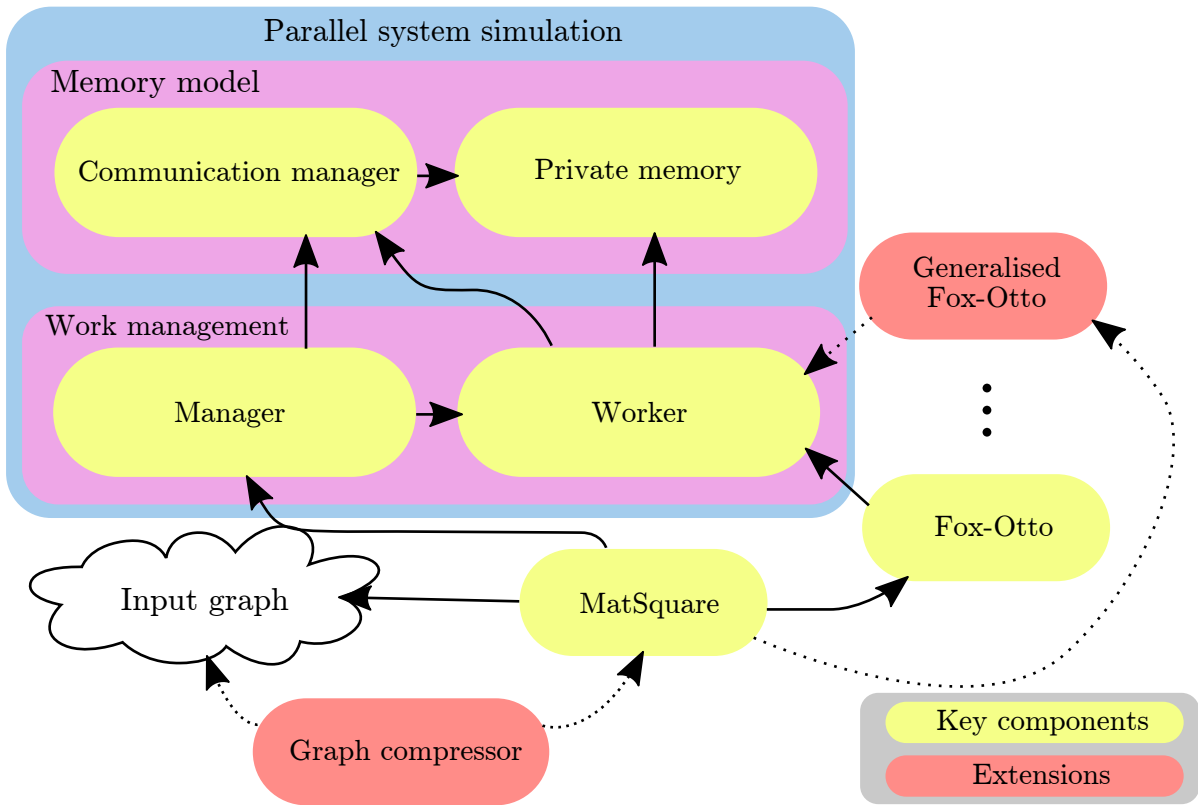 Parallel system simulation
Memory model
Communication manager
Private memory
Work management
Manager
Worker
Generalised
Fox-Otto
Fox-Otto
Input graph
MatSquare
Graph compressor
Key components
Extensions